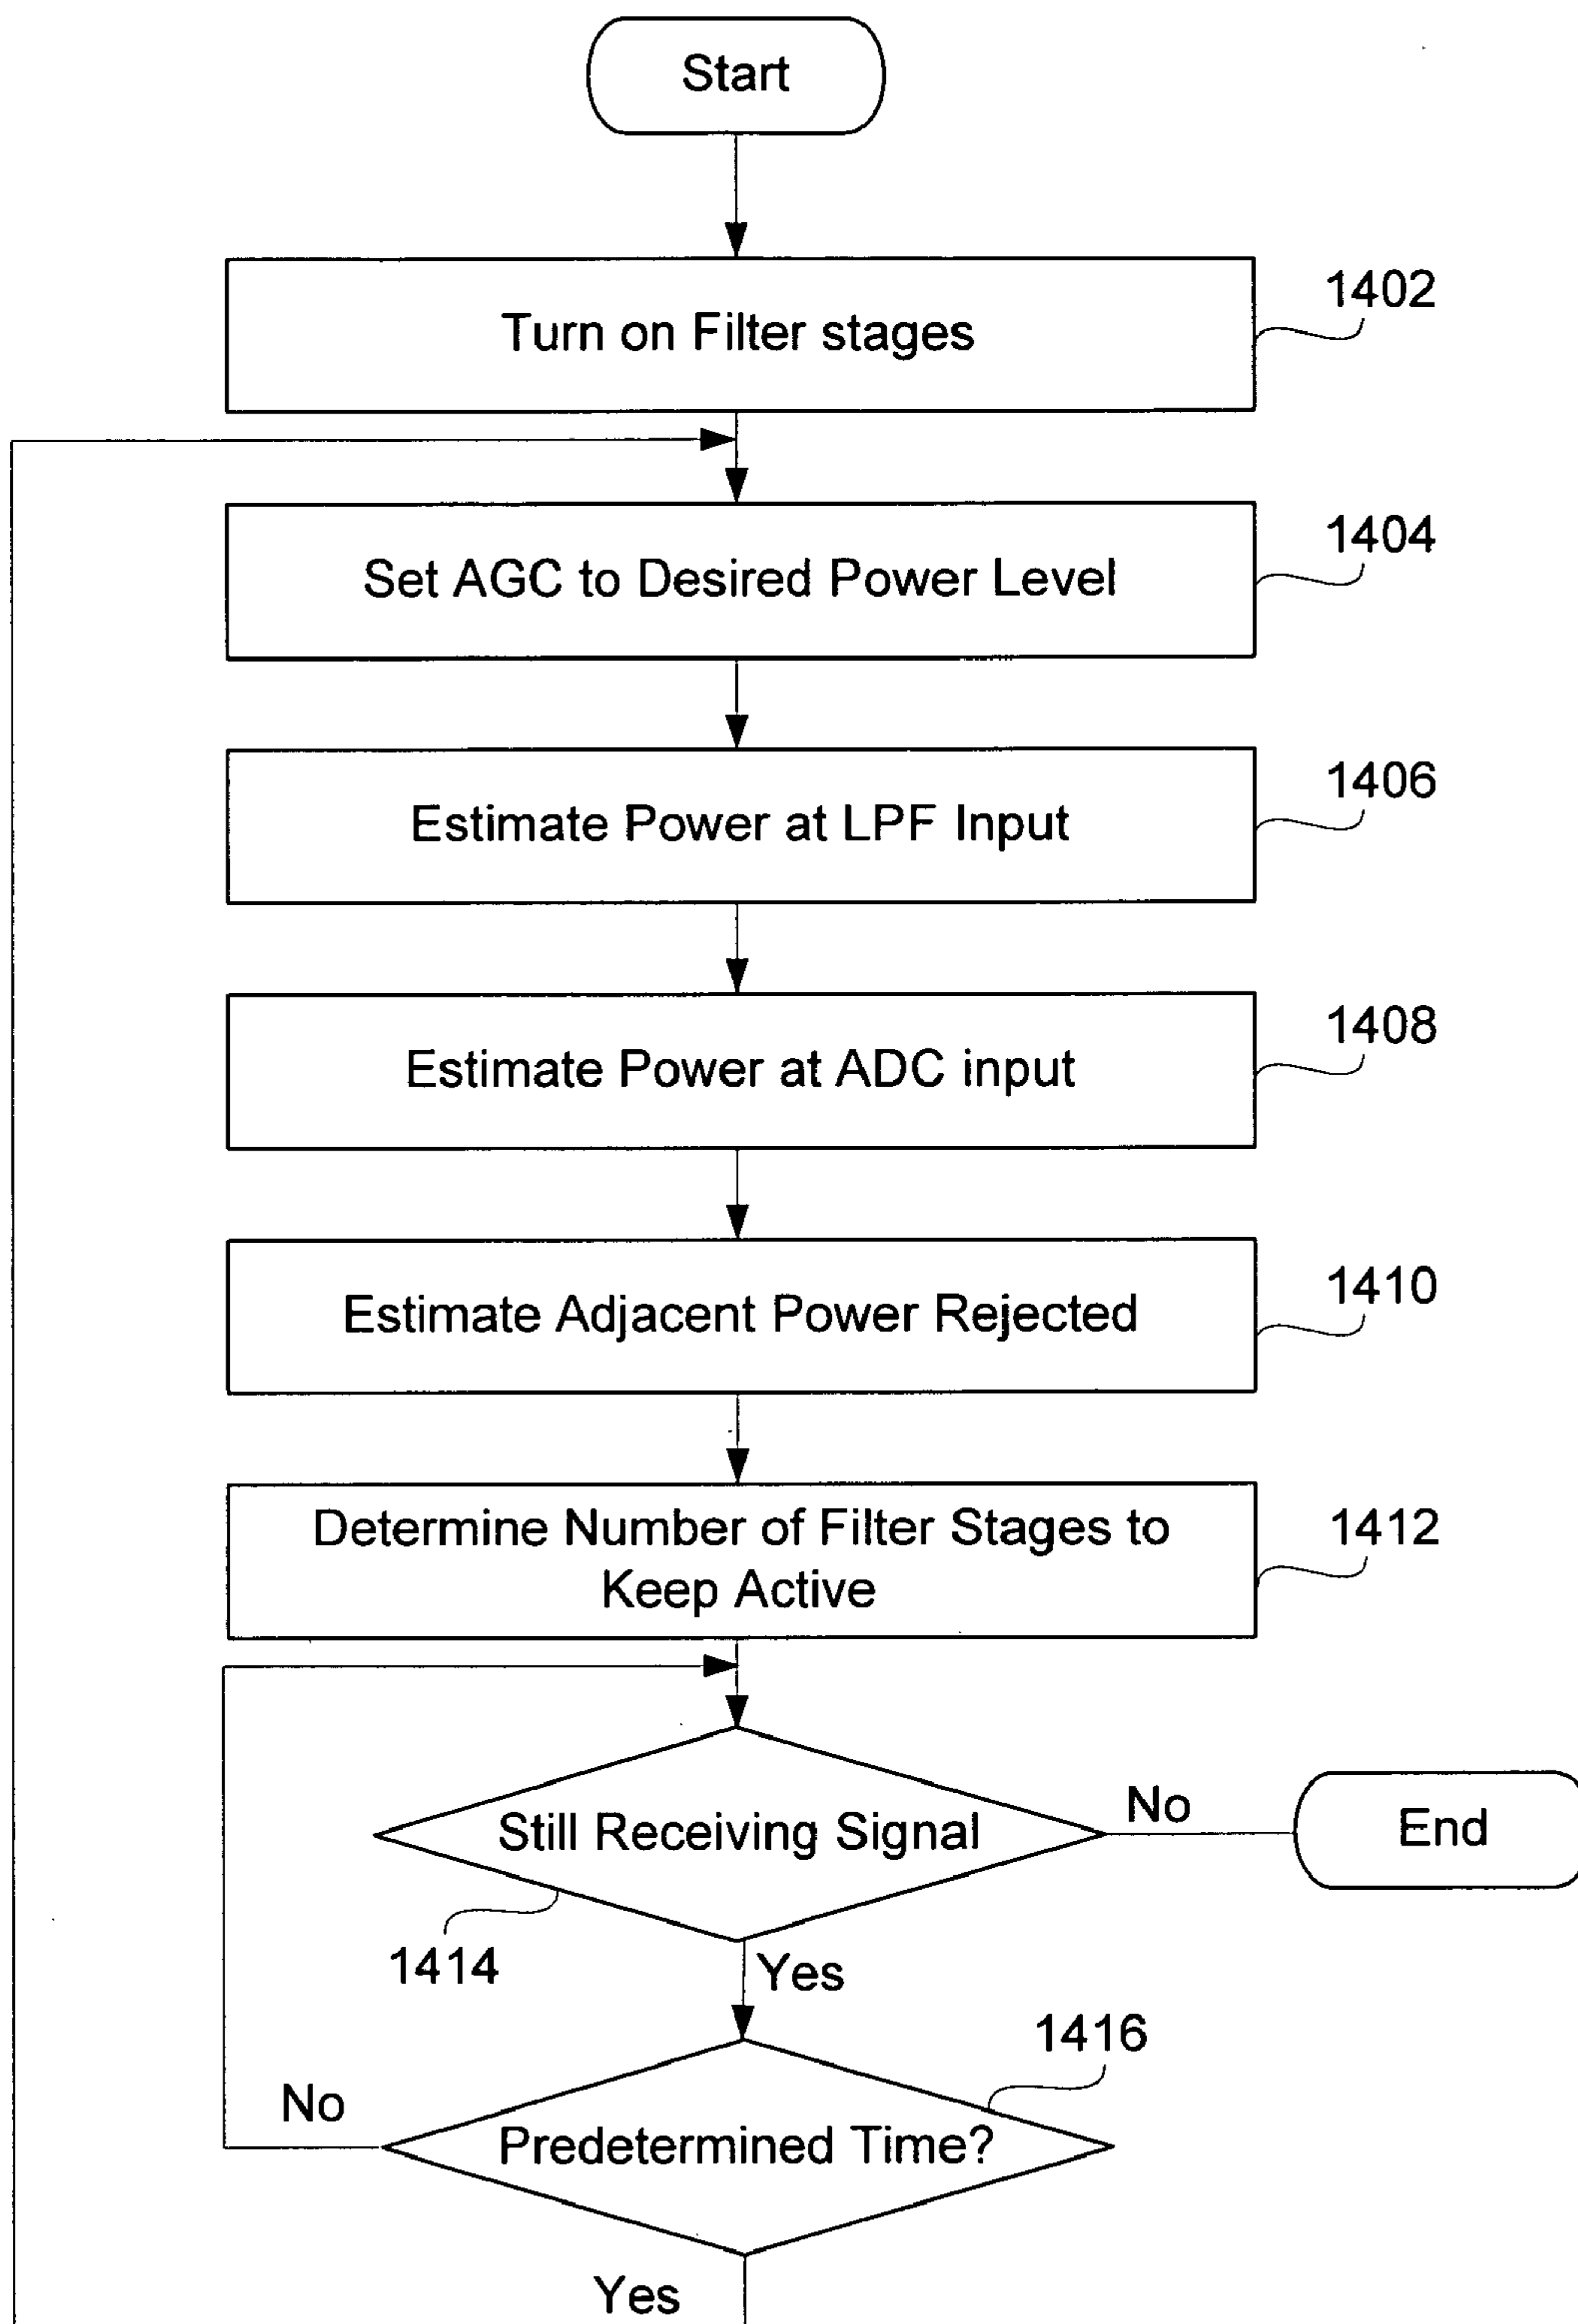 Start
Turn on Filter stages
1402
Set AGC to Desired Power Level
1404
Estimate Power at LPF Input
1406
Estimate Power at ADC input
1408
Estimate Adjacent Power Rejected
1410
Determine Number of Filter Stages to
Keep Active
1412
Still Receiving Signal
No
End
1414
Yes
1416
No
Predetermined Time?
Yes